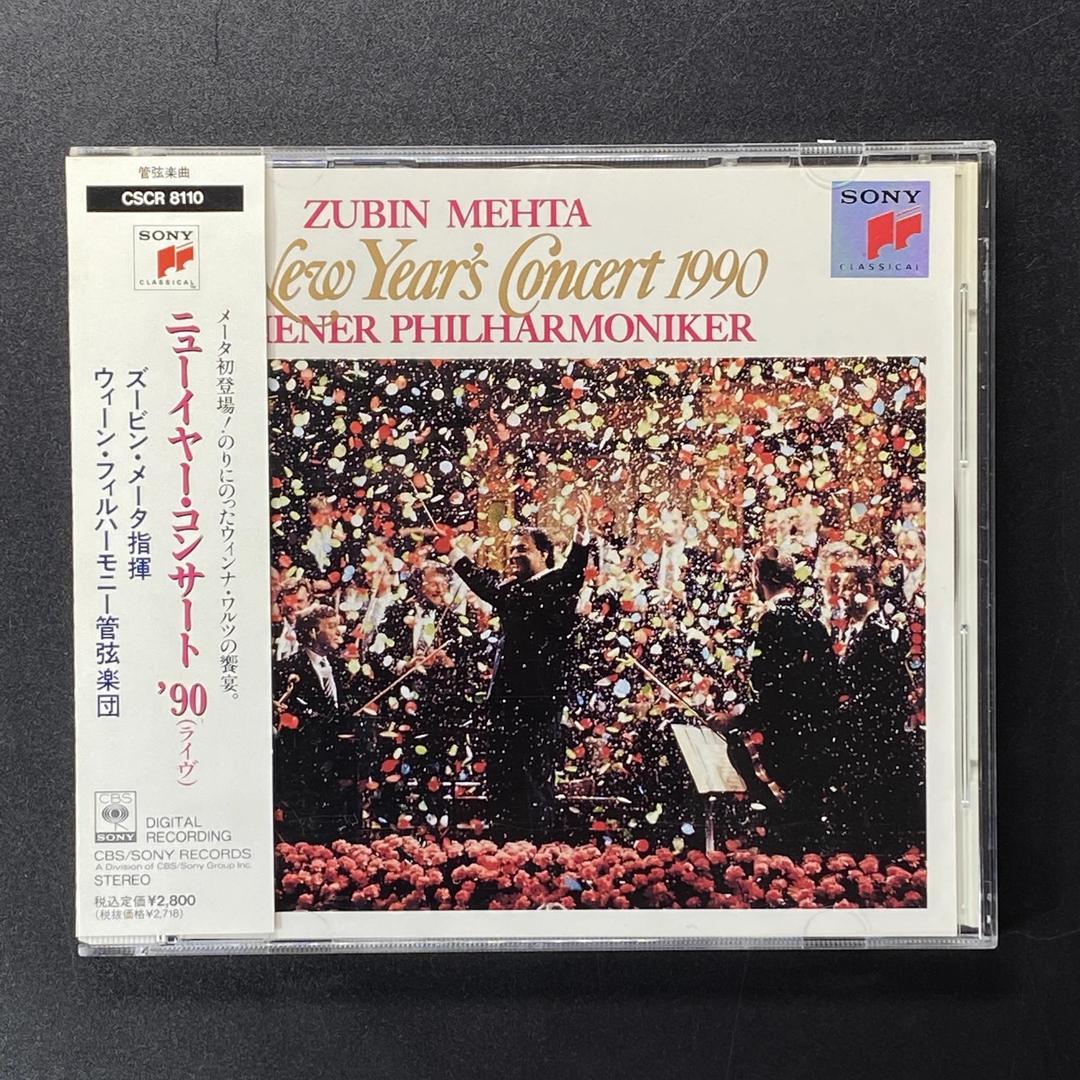 管弦楽曲
CSCR 8110
SONY
CLASSICAL
メータ初登場!のりにのったウィンナ・ワルツの饗宴。
ニューイヤー・コンサート '90(ライヴ)
ズービン・メータ指揮
ウィーン・フィルハーモニー管弦楽団
CBS
SONY
DIGITAL
RECORDING
CBS/SONY RECORDS
A Division of CBS/Sony Group Inc.
STEREO
税込定価¥2,800
(税抜価格¥2,718)
ZUBIN MEHTA
New Year's Concert 1990
IENER PHILHARMONIKER
SONY
CLASSICAL